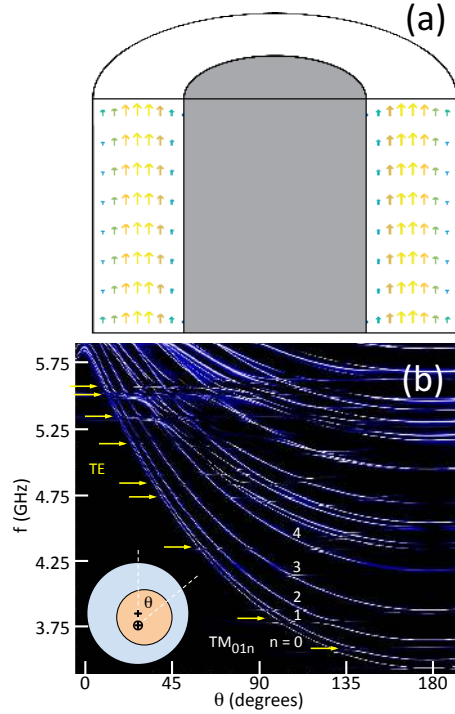 (a)
(b)
5.75
5.25
4.75
4.25
3.75
f (GHz)
TE
4
3
2
1
TM01n n = 0
θ
0 45 90 135 180
θ (degrees)